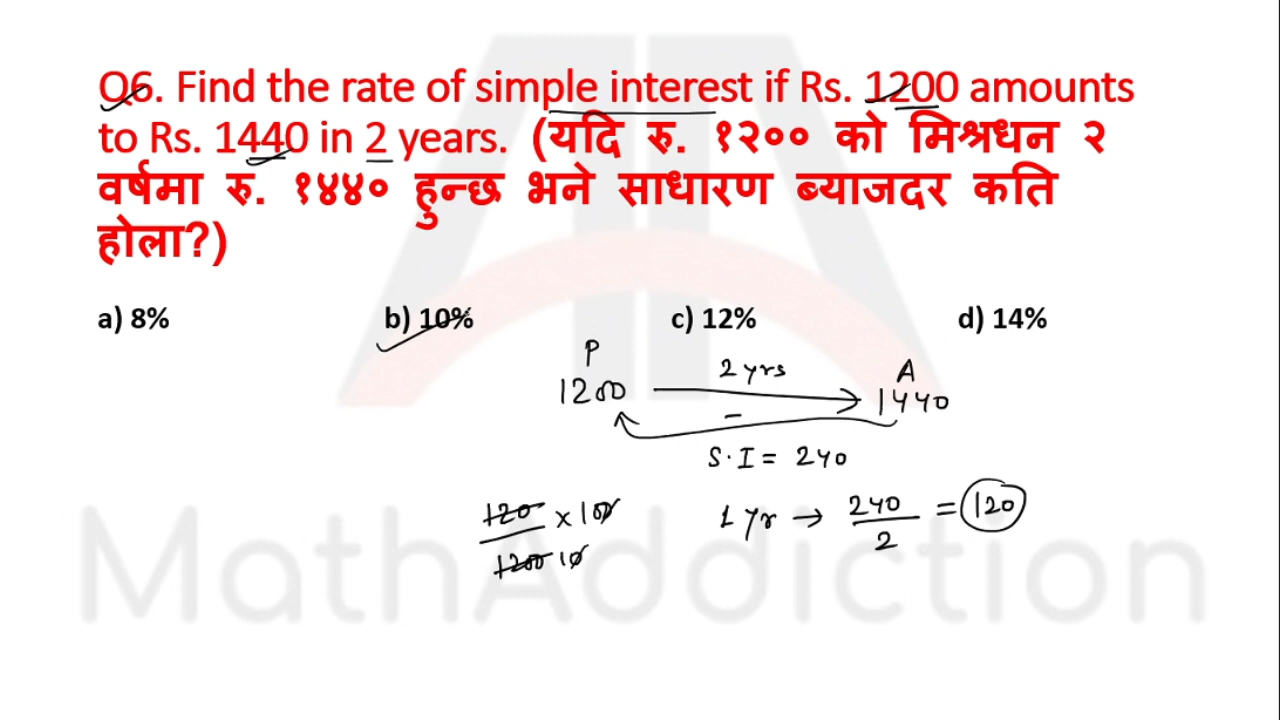 Q6. Find the rate of simple interest if Rs. 1200 amounts
to Rs. 1440 in 2 years. (यदि रु. १२०० को मिश्रधन २
वर्षमा रु. १४४० हुन्छ भने साधारण ब्याजदर कति
होला?)
a) 8% b) 10% c) 12% d) 14%
P 2 yrs A
1200 1440
-
S.I = 240
120 x 100 1 yr → 240 = 120
1200 10 2
MathAddiction